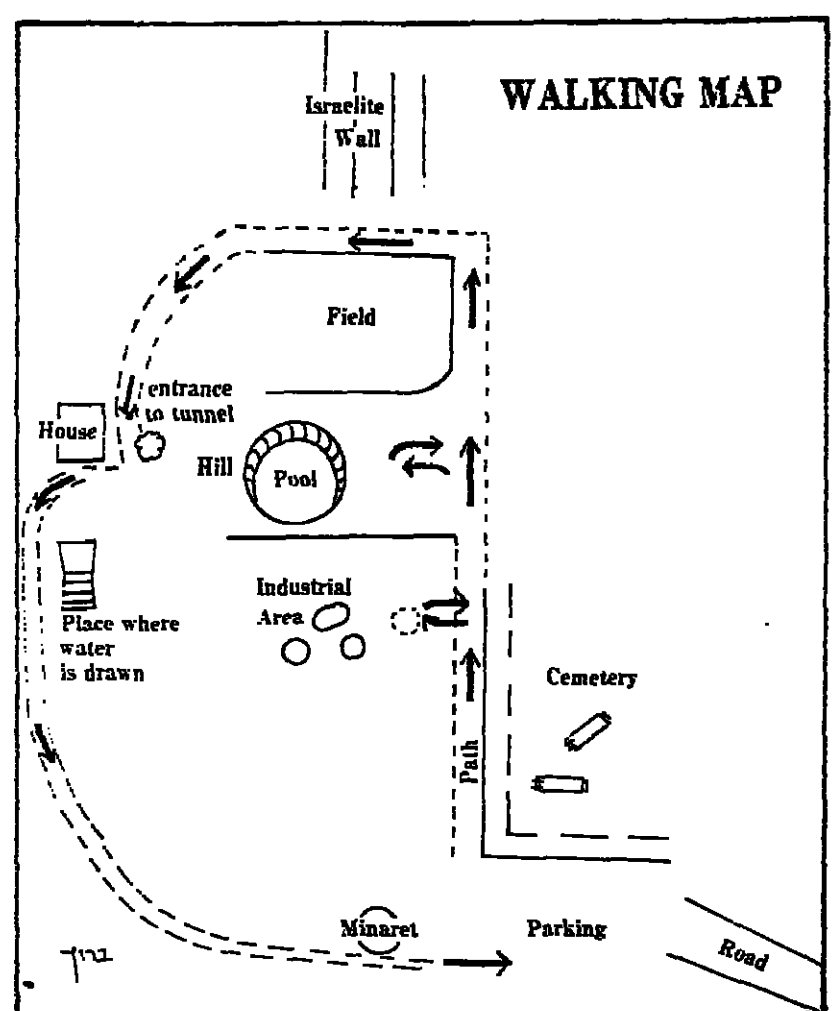 WALKING MAP
Israelite
Wall
Field
entrance
to tunnel
House
Hill
Pool
Industrial
Area
Place where
water
is drawn
Cemetery
Path
Minaret
Parking
Road
ברוך